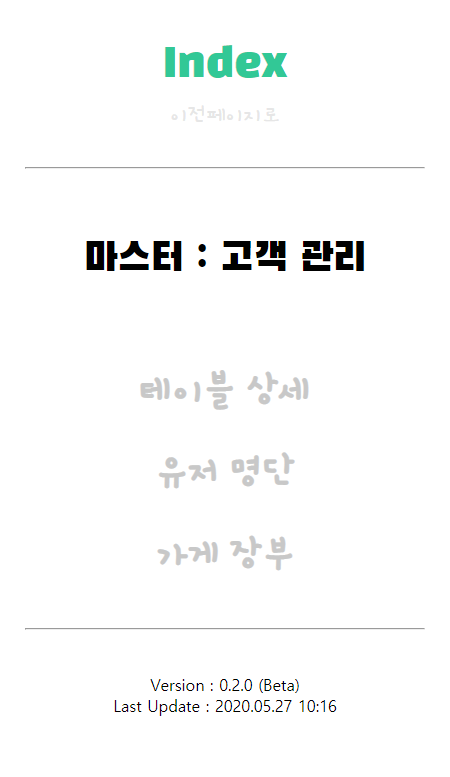 Index
이전페이지로
마스터 : 고객 관리
테이블 상세
유저 명단
가게 장부
Version : 0.2.0 (Beta)
Last Update : 2020.05.27 10:16